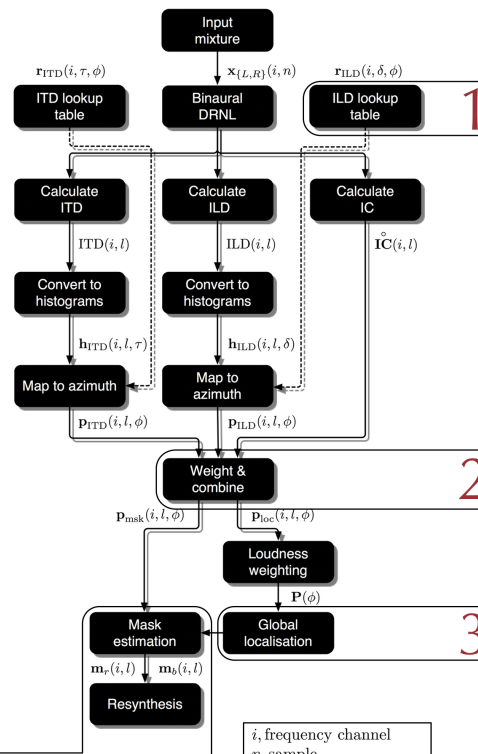 Input
mixture
r_ITD(i, τ, ϕ)
x_{L,R}(i, n)
r_ILD(i, δ, ϕ)
ITD lookup
table
Binaural
DRNL
ILD lookup
table
1
Calculate
ITD
Calculate
ILD
Calculate
IC
ITD(i, l)
ILD(i, l)
IC̊(i, l)
Convert to
histograms
Convert to
histograms
h_ITD(i, l, τ)
h_ILD(i, l, δ)
Map to azimuth
Map to
azimuth
p_ITD(i, l, ϕ)
p_ILD(i, l, ϕ)
Weight &
combine
2
p_msk(i, l, ϕ)
p_loc(i, l, ϕ)
Loudness
weighting
P(ϕ)
Mask
estimation
Global
localisation
3
m_r(i, l)
m_b(i, l)
Resynthesis
i, frequency channel
n, sample